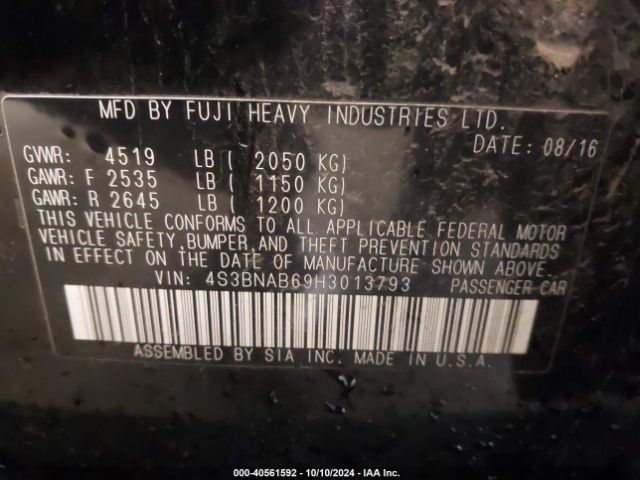 MFD BY FUJI HEAVY INDUSTRIES LTD.
DATE: 08/16
GVWR: 4519 LB ( 2050 KG)
GAWR: F 2535 LB ( 1150 KG)
GAWR: R 2645 LB ( 1200 KG)
THIS VEHICLE CONFORMS TO ALL APPLICABLE FEDERAL MOTOR
VEHICLE SAFETY, BUMPER, AND THEFT PREVENTION STANDARDS
IN EFFECT ON THE DATE OF MANUFACTURE SHOWN ABOVE.
VIN: 4S3BNAB69H3013793 PASSENGER CAR
ASSEMBLED BY SIA INC. MADE IN U.S.A.
000-40561592 - 10/10/2024 - IAA Inc.